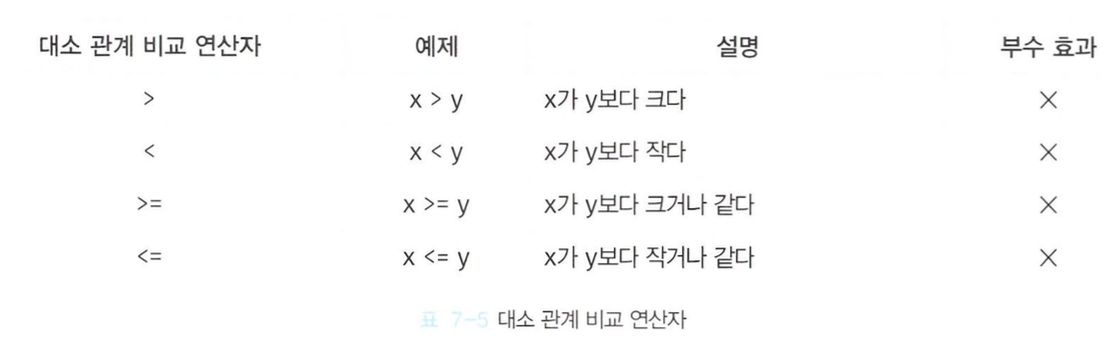 대소 관계 비교 연산자 예제 설명 부수 효과
> x > y x가 y보다 크다 ×
< x < y x가 y보다 작다 ×
>= x >= y x가 y보다 크거나 같다 ×
<= x <= y x가 y보다 작거나 같다 ×
표 7-5 대소 관계 비교 연산자